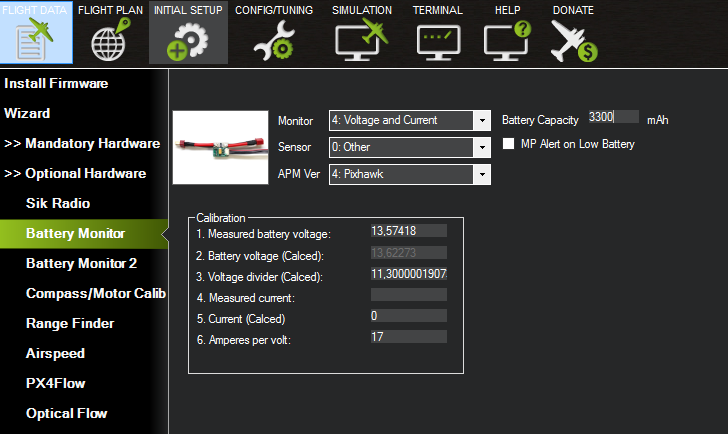 FLIGHT DATA FLIGHT PLAN INITIAL SETUP CONFIG/TUNING SIMULATION TERMINAL HELP DONATE
Install Firmware
Wizard
>> Mandatory Hardware
>> Optional Hardware
Sik Radio
Battery Monitor
Battery Monitor 2
Compass/Motor Calib
Range Finder
Airspeed
PX4Flow
Optical Flow
Monitor 4: Voltage and Current Battery Capacity 3300 mAh
Sensor 0: Other MP Alert on Low Battery
APM Ver 4: Pixhawk
Calibration
1. Measured battery voltage: 13,57418
2. Battery voltage (Calced): 13,62273
3. Voltage divider (Calced): 11,3000001907
4. Measured current:
5. Current (Calced) 0
6. Amperes per volt: 17